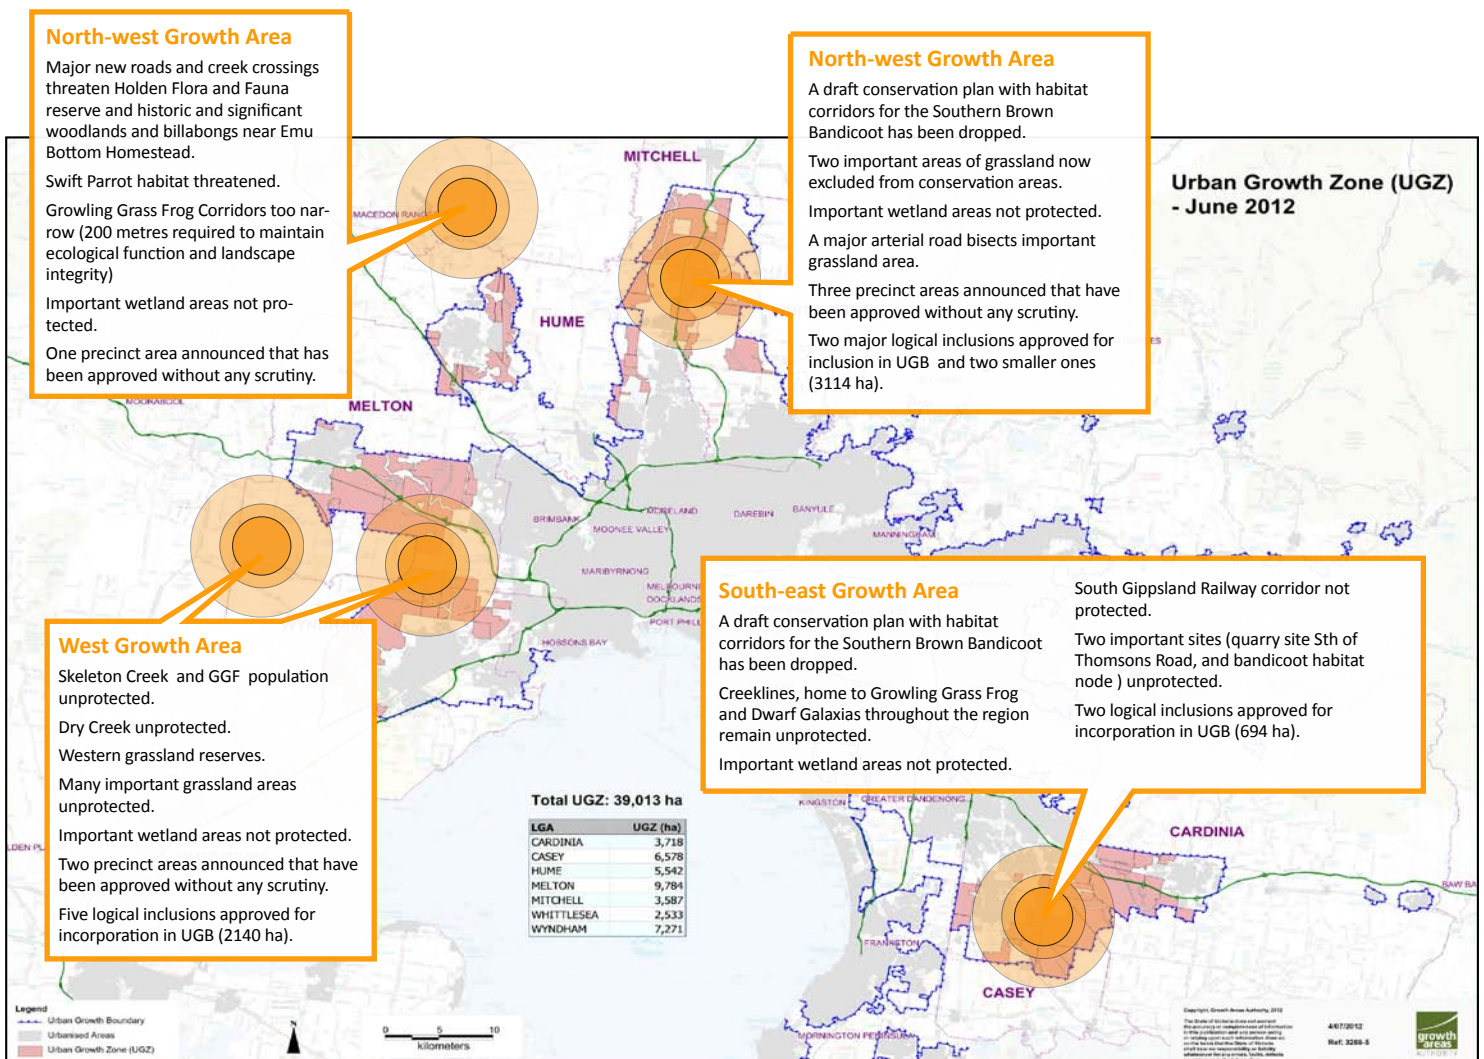 North-west Growth Area
Major new roads and creek crossings
threaten Holden Flora and Fauna
reserve and historic and significant
woodlands and billabongs near Emu
Bottom Homestead.
Swift Parrot habitat threatened.
Growling Grass Frog Corridors too nar-
row (200 metres required to maintain
ecological function and landscape
integrity)
Important wetland areas not pro-
tected.
One precinct area announced that has
been approved without any scrutiny.
North-west Growth Area
A draft conservation plan with habitat
corridors for the Southern Brown
Bandicoot has been dropped.
Two important areas of grassland now
excluded from conservation areas.
Important wetland areas not protected.
A major arterial road bisects important
grassland area.
Three precinct areas announced that have
been approved without any scrutiny.
Two major logical inclusions approved for
inclusion in UGB and two smaller ones
(3114 ha).
Urban Growth Zone (UGZ)
- June 2012
MITCHELL
MACEDON RANG
HUME
MOORABOOL
MELTON
BRIMBANK
MOONEE VALLEY
MORELAND
DAREBIN
BANYULE
MANNINGHAM
MARIBYRNONG
MELBOURNE
DOCKLANDS
PORT PHILL
HOBSONS BAY
West Growth Area
Skeleton Creek and GGF population
unprotected.
Dry Creek unprotected.
Western grassland reserves.
Many important grassland areas
unprotected.
Important wetland areas not protected.
Two precinct areas announced that have
been approved without any scrutiny.
Five logical inclusions approved for
incorporation in UGB (2140 ha).
South-east Growth Area
A draft conservation plan with habitat
corridors for the Southern Brown Bandicoot
has been dropped.
Creeklines, home to Growling Grass Frog
and Dwarf Galaxias throughout the region
remain unprotected.
Important wetland areas not protected.
South Gippsland Railway corridor not
protected.
Two important sites (quarry site Sth of
Thomsons Road, and bandicoot habitat
node ) unprotected.
Two logical inclusions approved for
incorporation in UGB (694 ha).
Total UGZ: 39,013 ha
LGA UGZ (ha)
CARDINIA 3,718
CASEY 6,578
HUME 5,542
MELTON 9,784
MITCHELL 3,587
WHITTLESEA 2,533
WYNDHAM 7,271
KINGSTON
GREATER DANDENONG
CARDINIA
BAW BA
LDEN PL
FRANKSTON
CASEY
MORNINGTON PENINSULA
Legend
Urban Growth Boundary
Urbanised Areas
Urban Growth Zone (UGZ)
N
0 5 10
kilometers
Copyright, Growth Areas Authority, 2012
4/07/2012
Ref: 3288-5
growth
areas
AUTHORITY